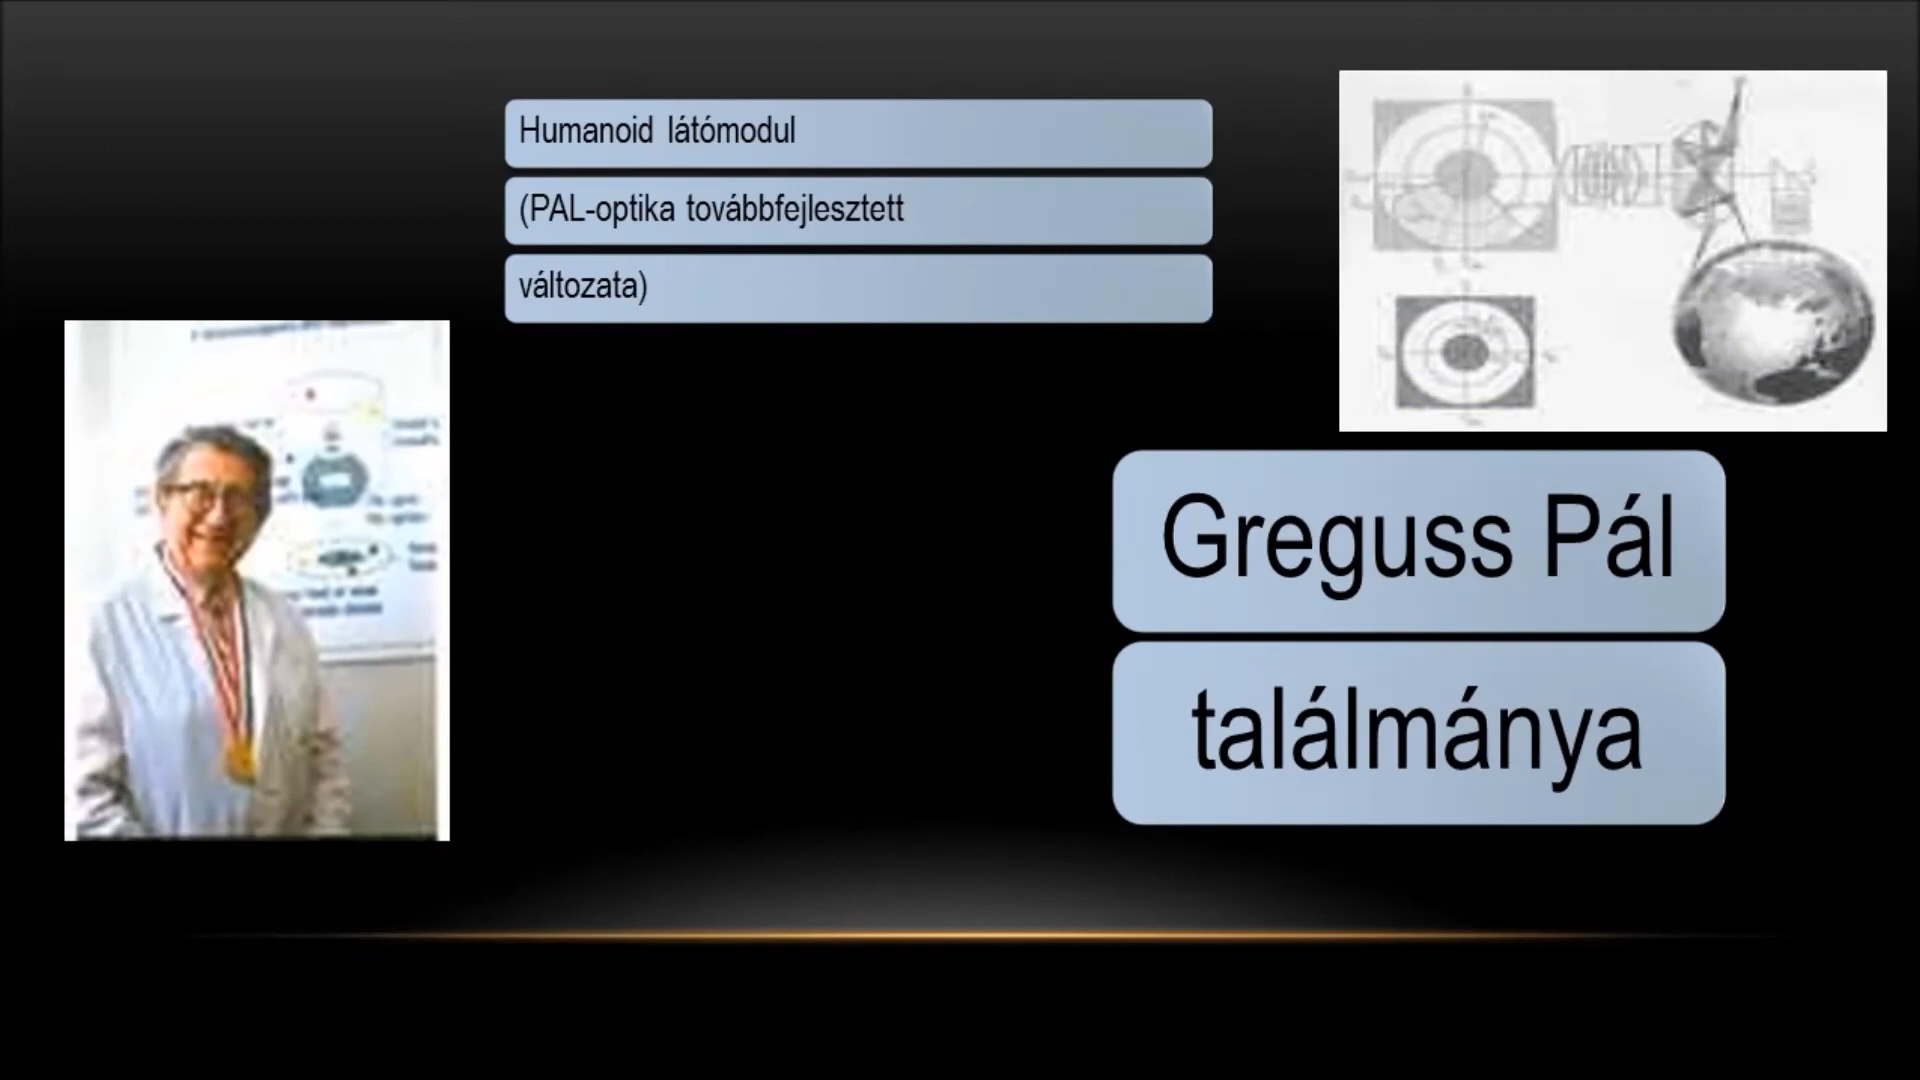 Humanoid látómodul
(PAL-optika továbbfejlesztett
változata)
Greguss Pál
találmánya